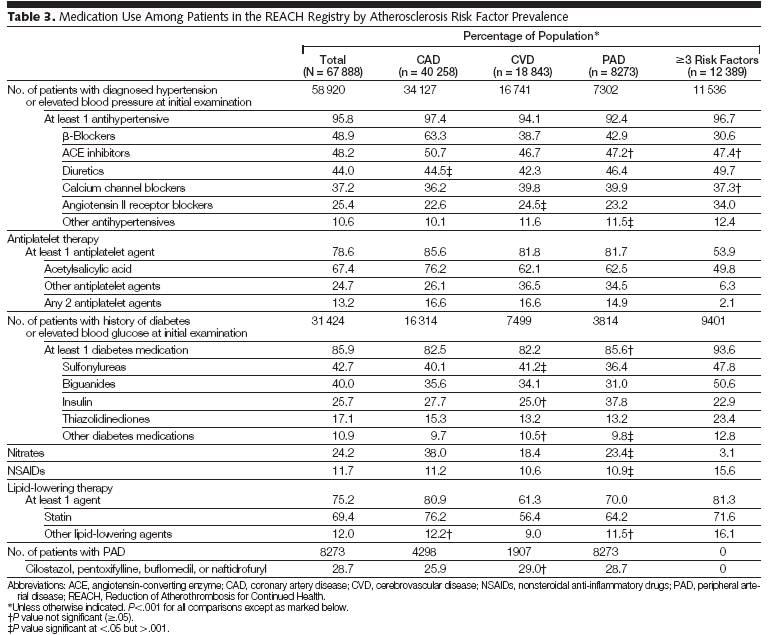 Table 3. Medication Use Among Patients in the REACH Registry by Atherosclerosis Risk Factor Prevalence
Percentage of Population*
Total CAD CVD PAD ≥3 Risk Factors
(N = 67 888) (n = 40 258) (n = 18 843) (n = 8273) (n = 12 389)
No. of patients with diagnosed hypertension 58 920 34 127 16 741 7302 11 536
or elevated blood pressure at initial examination
At least 1 antihypertensive 95.8 97.4 94.1 92.4 96.7
β-Blockers 48.9 63.3 38.7 42.9 30.6
ACE inhibitors 48.2 50.7 46.7 47.2† 47.4†
Diuretics 44.0 44.5‡ 42.3 46.4 49.7
Calcium channel blockers 37.2 36.2 39.8 39.9 37.3†
Angiotensin II receptor blockers 25.4 22.6 24.5‡ 23.2 34.0
Other antihypertensives 10.6 10.1 11.6 11.5‡ 12.4
Antiplatelet therapy
At least 1 antiplatelet agent 78.6 85.6 81.8 81.7 53.9
Acetylsalicylic acid 67.4 76.2 62.1 62.5 49.8
Other antiplatelet agents 24.7 26.1 36.5 34.5 6.3
Any 2 antiplatelet agents 13.2 16.6 16.6 14.9 2.1
No. of patients with history of diabetes 31 424 16 314 7499 3814 9401
or elevated blood glucose at initial examination
At least 1 diabetes medication 85.9 82.5 82.2 85.6† 93.6
Sulfonylureas 42.7 40.1 41.2‡ 36.4 47.8
Biguanides 40.0 35.6 34.1 31.0 50.6
Insulin 25.7 27.7 25.0† 37.8 22.9
Thiazolidinediones 17.1 15.3 13.2 13.2 23.4
Other diabetes medications 10.9 9.7 10.5† 9.8‡ 12.8
Nitrates 24.2 38.0 18.4 23.4‡ 3.1
NSAIDs 11.7 11.2 10.6 10.9‡ 15.6
Lipid-lowering therapy
At least 1 agent 75.2 80.9 61.3 70.0 81.3
Statin 69.4 76.2 56.4 64.2 71.6
Other lipid-lowering agents 12.0 12.2† 9.0 11.5† 16.1
No. of patients with PAD 8273 4298 1907 8273 0
Cilostazol, pentoxifylline, buflomedil, or naftidrofuryl 28.7 25.9 29.0† 28.7 0
Abbreviations: ACE, angiotensin-converting enzyme; CAD, coronary artery disease; CVD, cerebrovascular disease; NSAIDs, nonsteroidal anti-inflammatory drugs; PAD, peripheral arte-
rial disease; REACH, Reduction of Atherothrombosis for Continued Health.
*Unless otherwise indicated. P<.001 for all comparisons except as marked below.
†P value not significant (≥.05).
‡P value significant at <.05 but >.001.